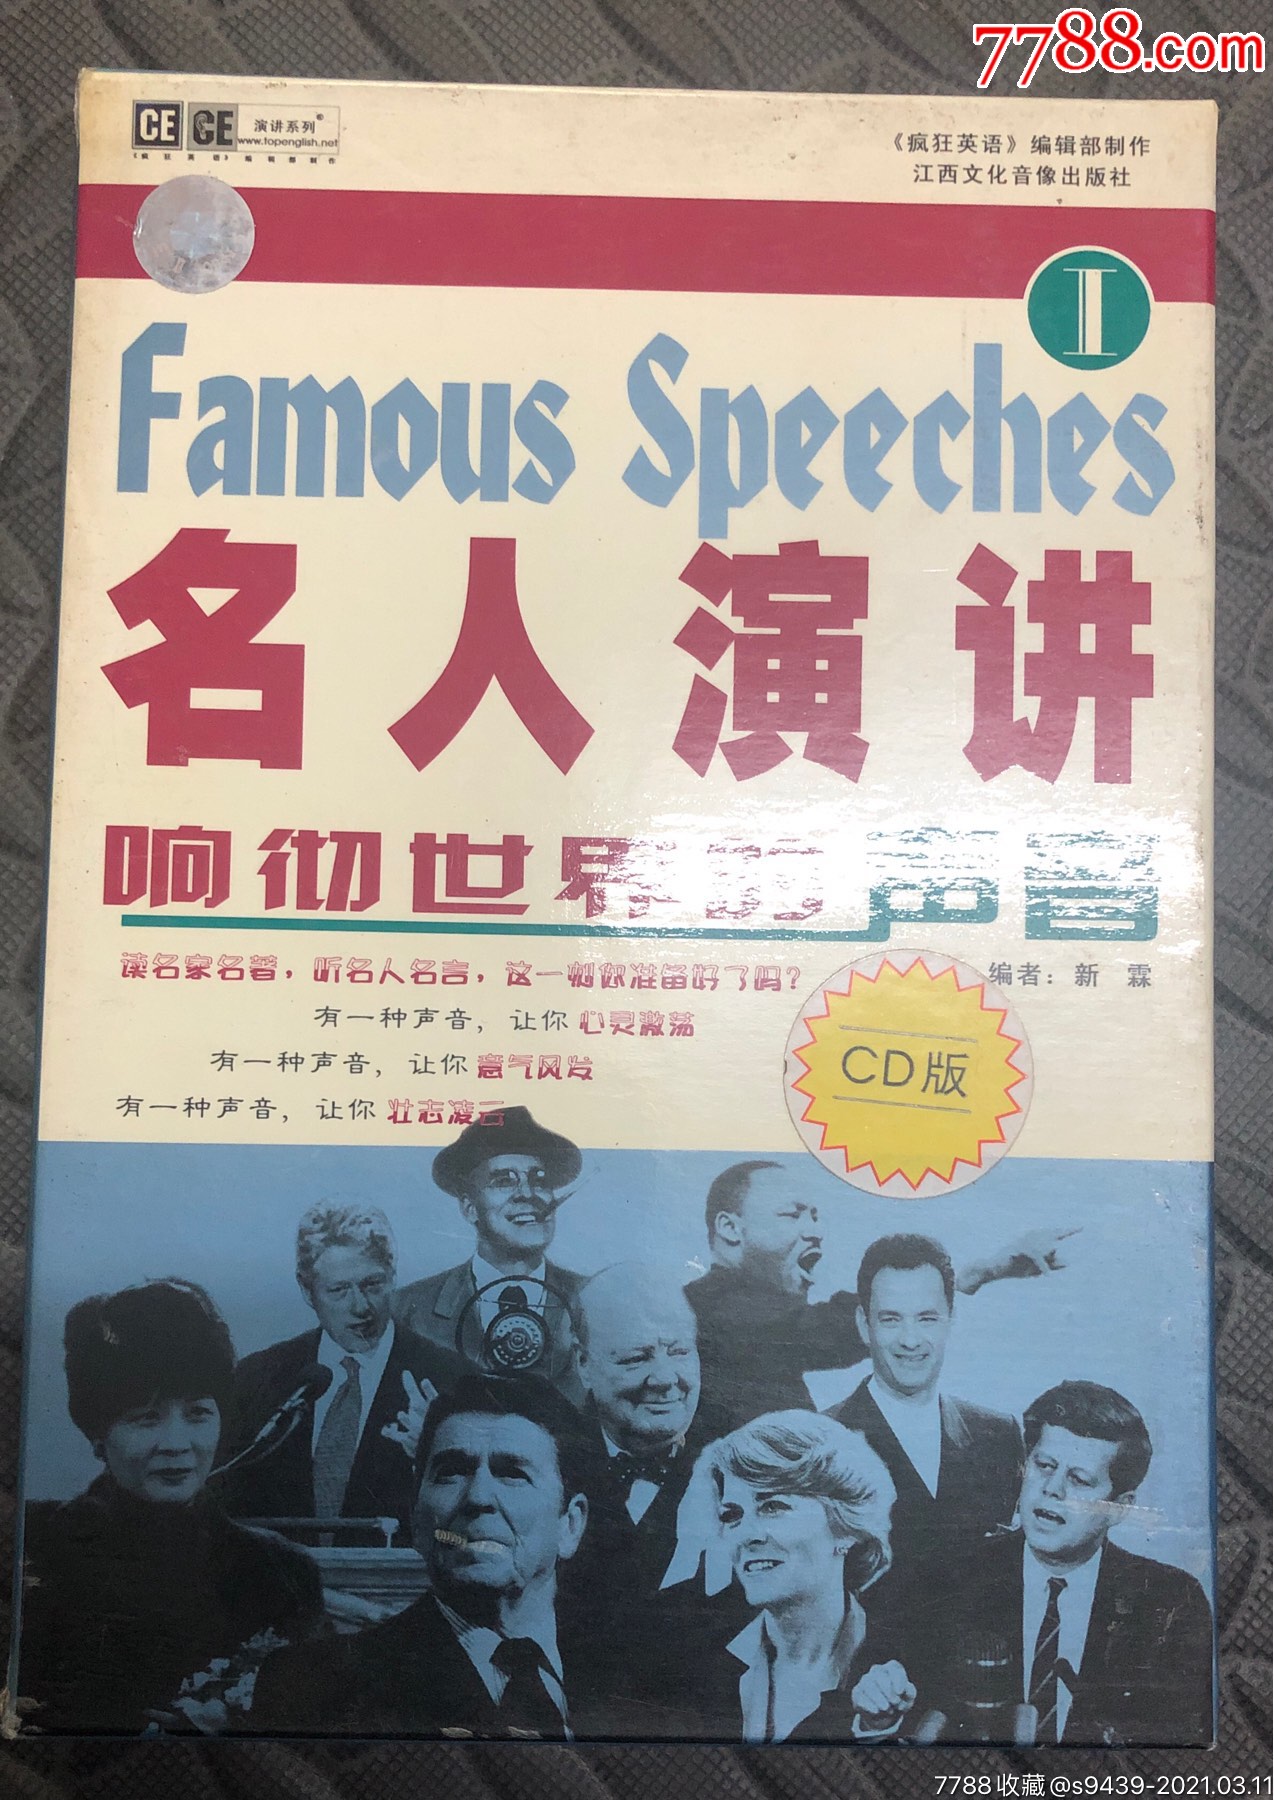 7788.com
CE CE 演讲系列®
www.topenglish.net
《疯狂英语》编辑部制作
《疯狂英语》编辑部制作
江西文化音像出版社
I
Famous Speeches
名人演讲
响彻世界的声音
读名家名著，听名人名言，这一刻你准备好了吗？
编者：新 霖
有一种声音，让你心灵激荡
有一种声音，让你意气风发
有一种声音，让你壮志凌云
CD版
7788收藏@s9439-2021.03.11